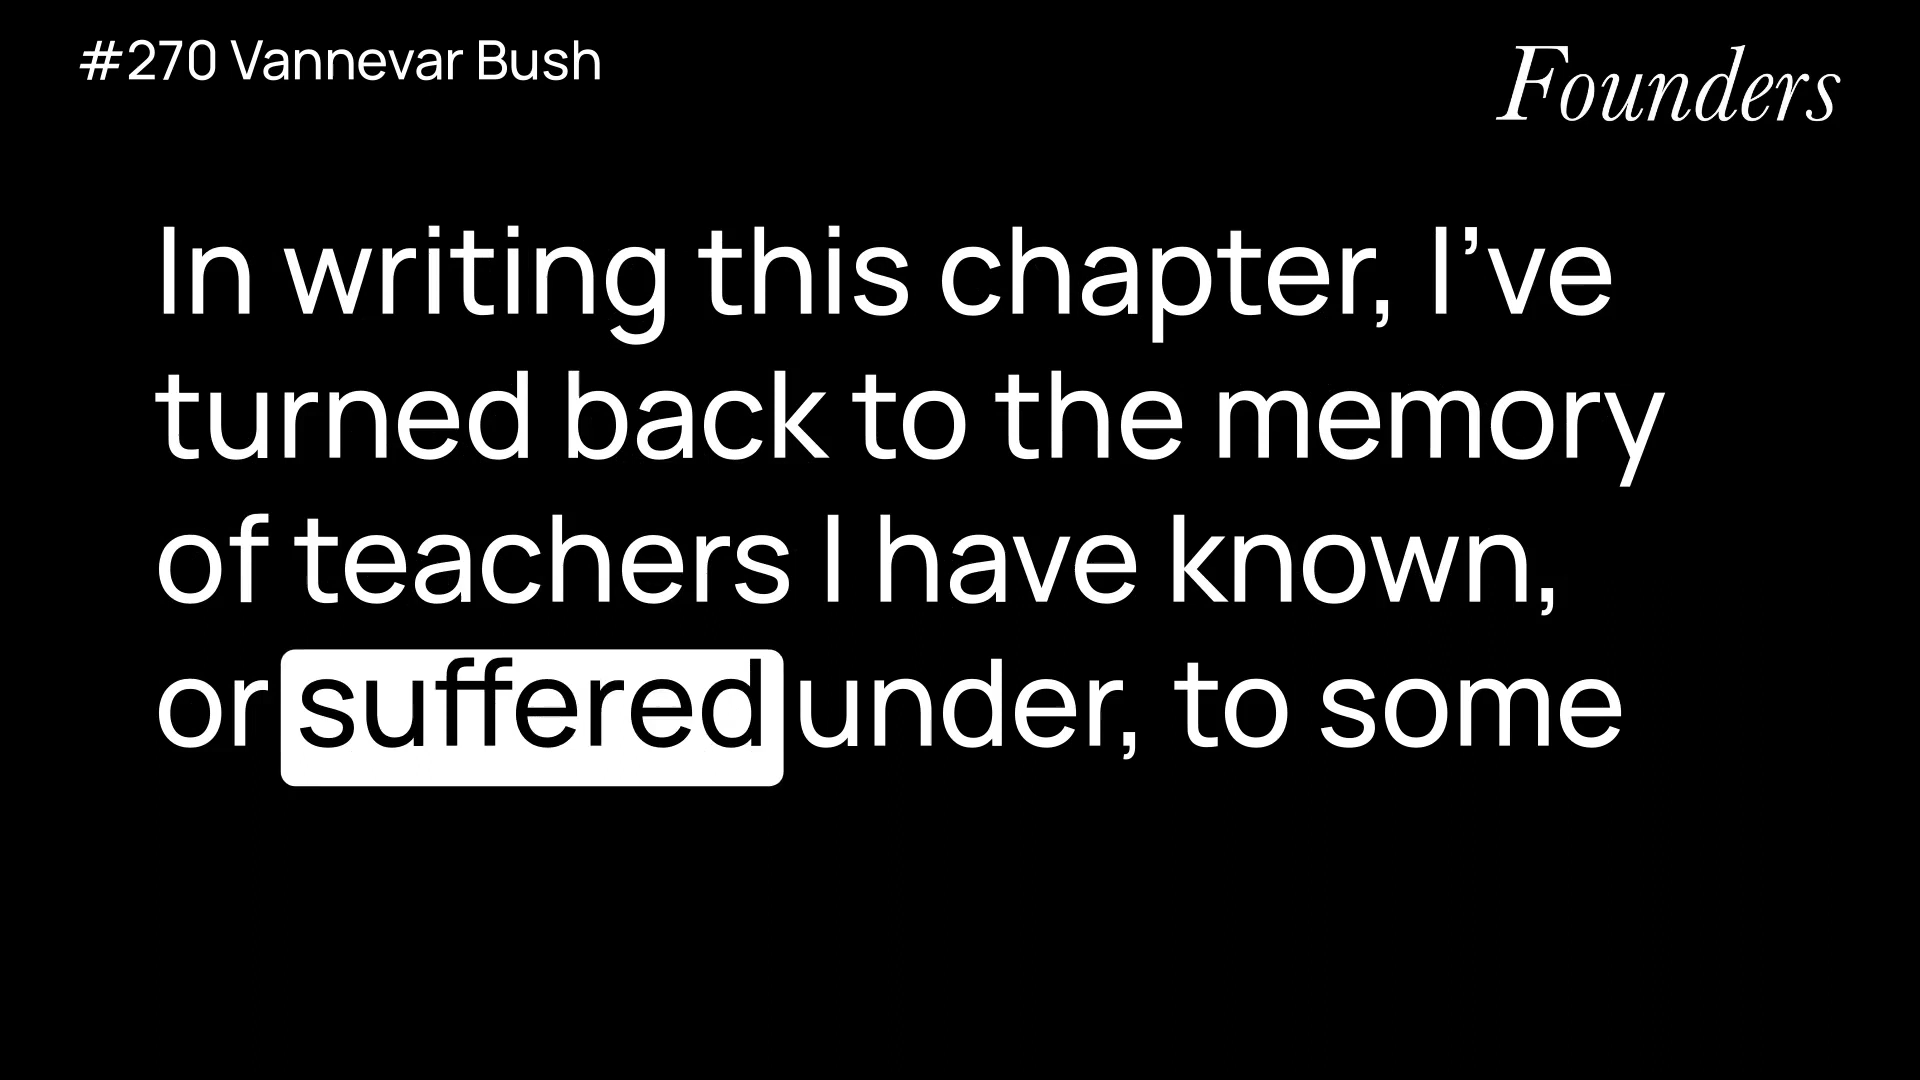 #270 Vannevar Bush
Founders
In writing this chapter, I’ve
turned back to the memory
of teachers I have known,
or suffered under, to some